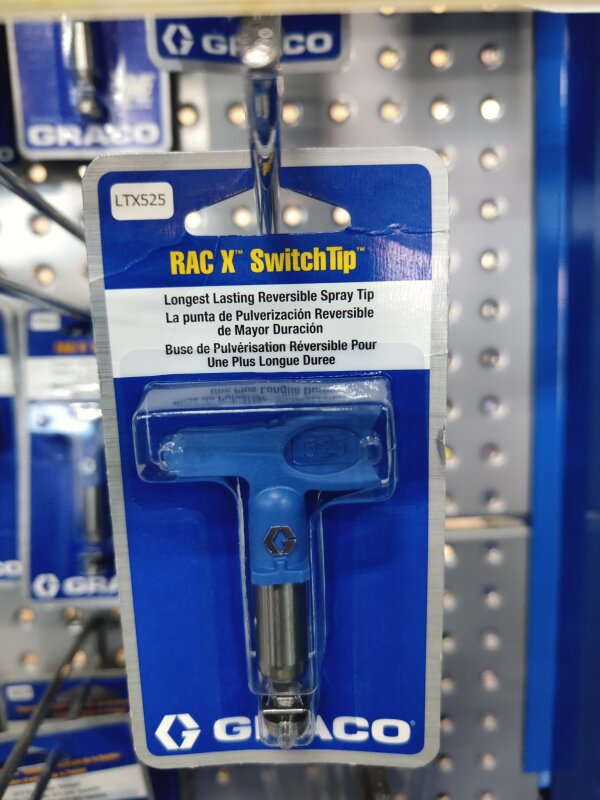 GRACO
GRACO
LTX525
RAC X™ SwitchTip™
Longest Lasting Reversible Spray Tip
La punta de Pulverización Reversible
de Mayor Duración
Buse de Pulvérisation Réversible Pour
Une Plus Longue Duree
525
GRACO
GRACO®